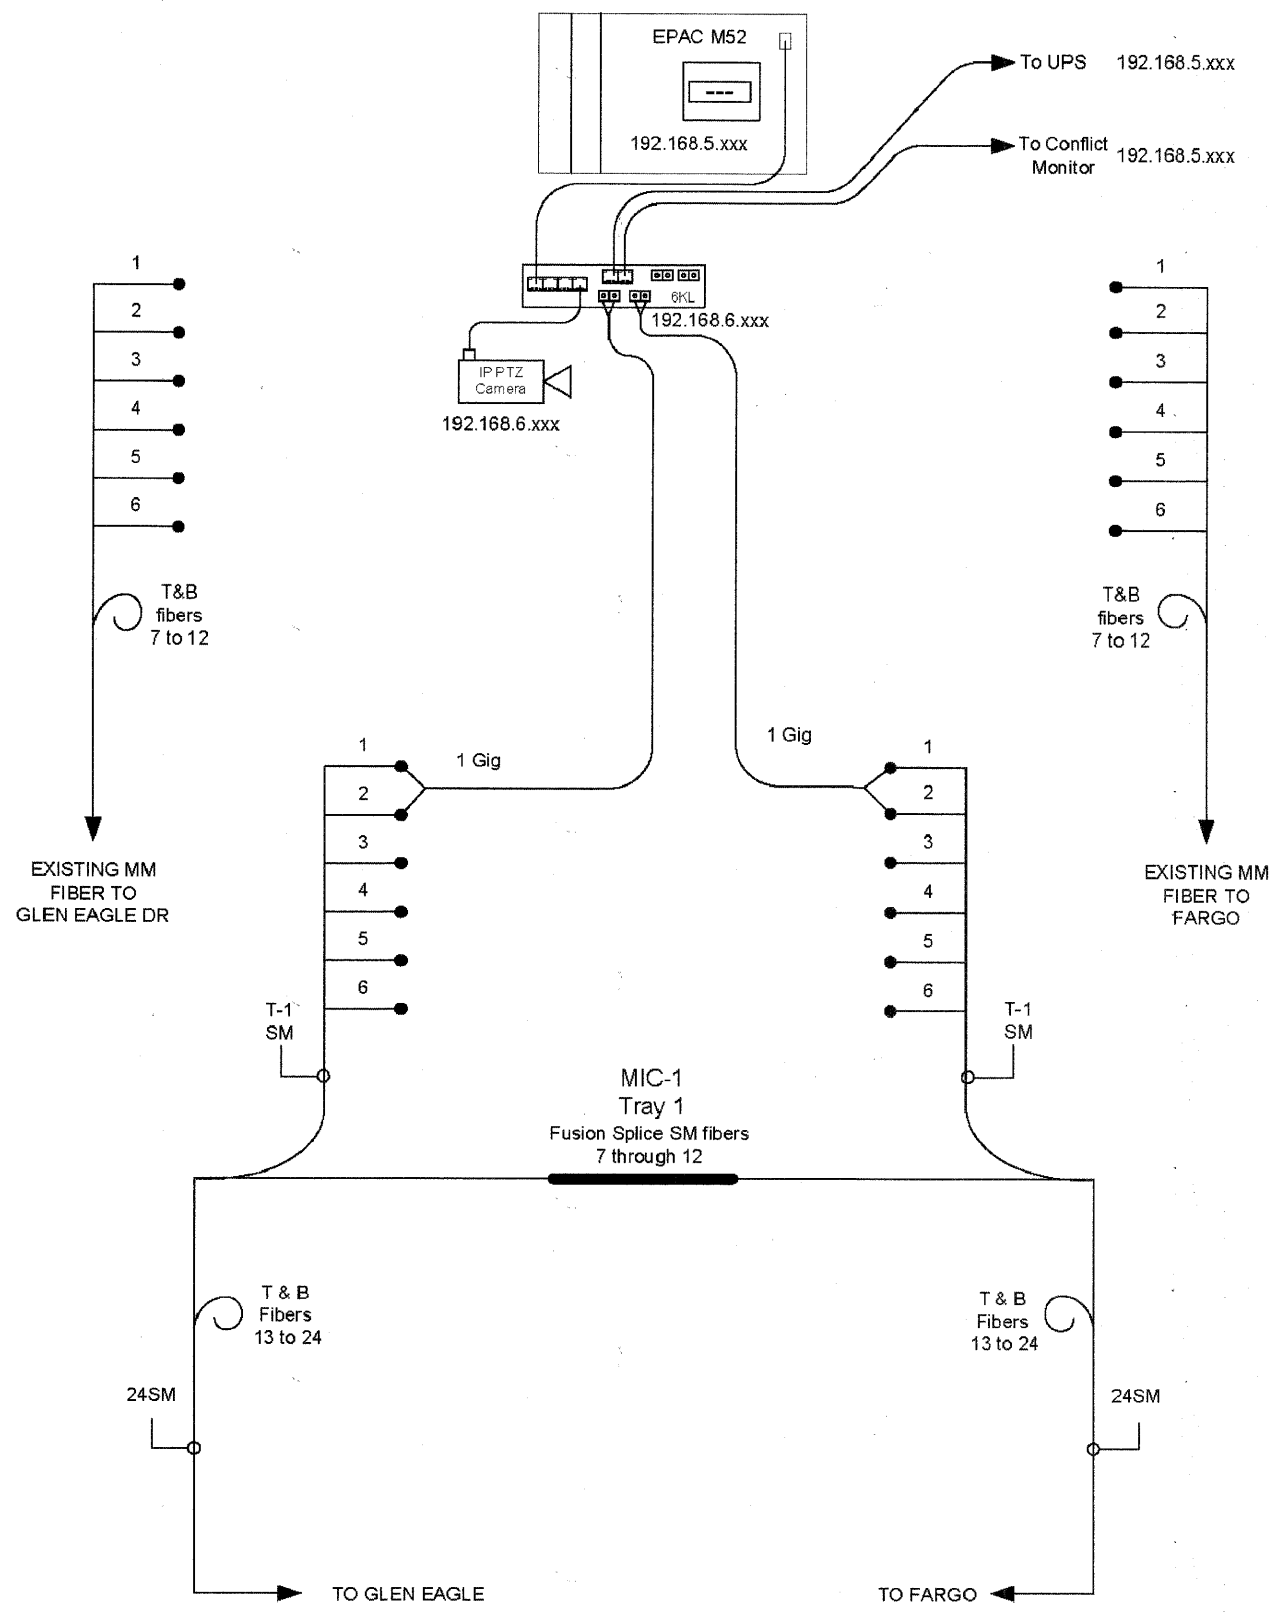 EPAC M52
---
192.168.5.xxx
To UPS 192.168.5.xxx
To Conflict
Monitor
192.168.5.xxx
6KL
192.168.6.xxx
IP PTZ
Camera
192.168.6.xxx
1
2
3
4
5
6
T&B
fibers
7 to 12
EXISTING MM
FIBER TO
GLEN EAGLE DR
1
2
3
4
5
6
T&B
fibers
7 to 12
EXISTING MM
FIBER TO
FARGO
1
2
3
4
5
6
1 Gig
T-1
SM
1 Gig
1
2
3
4
5
6
T-1
SM
MIC-1
Tray 1
Fusion Splice SM fibers
7 through 12
T & B
Fibers
13 to 24
24SM
TO GLEN EAGLE
T & B
Fibers
13 to 24
24SM
TO FARGO